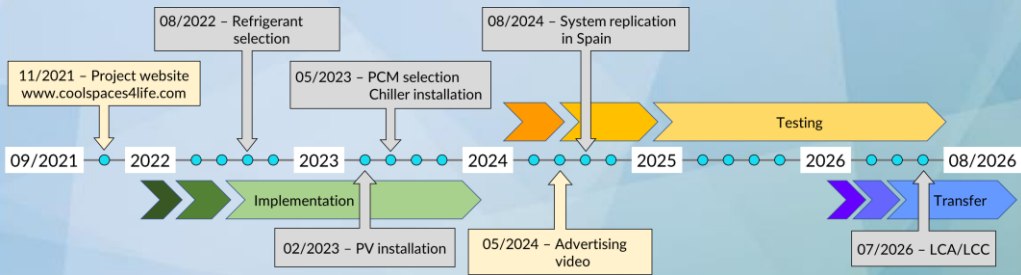 08/2022 – Refrigerant
selection
08/2024 – System replication
in Spain
11/2021 – Project website
www.coolspaces4life.com
05/2023 – PCM selection
Chiller installation
Testing
09/2021
2022
2023
2024
2025
2026
08/2026
Implementation
Transfer
02/2023 – PV installation
05/2024 – Advertising
video
07/2026 – LCA/LCC